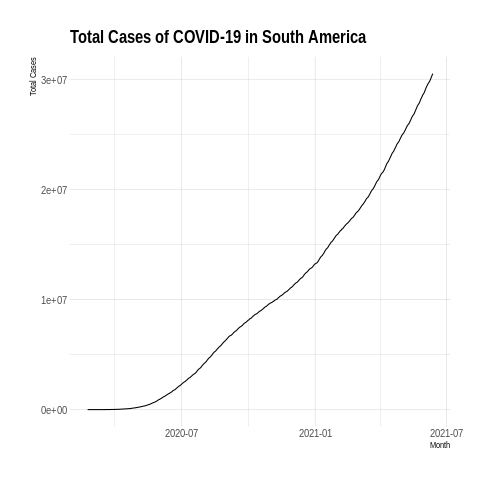 Total Cases of COVID-19 in South America
Total Cases
3e+07
2e+07
1e+07
0e+00
2020-07 2021-01 2021-07
Month